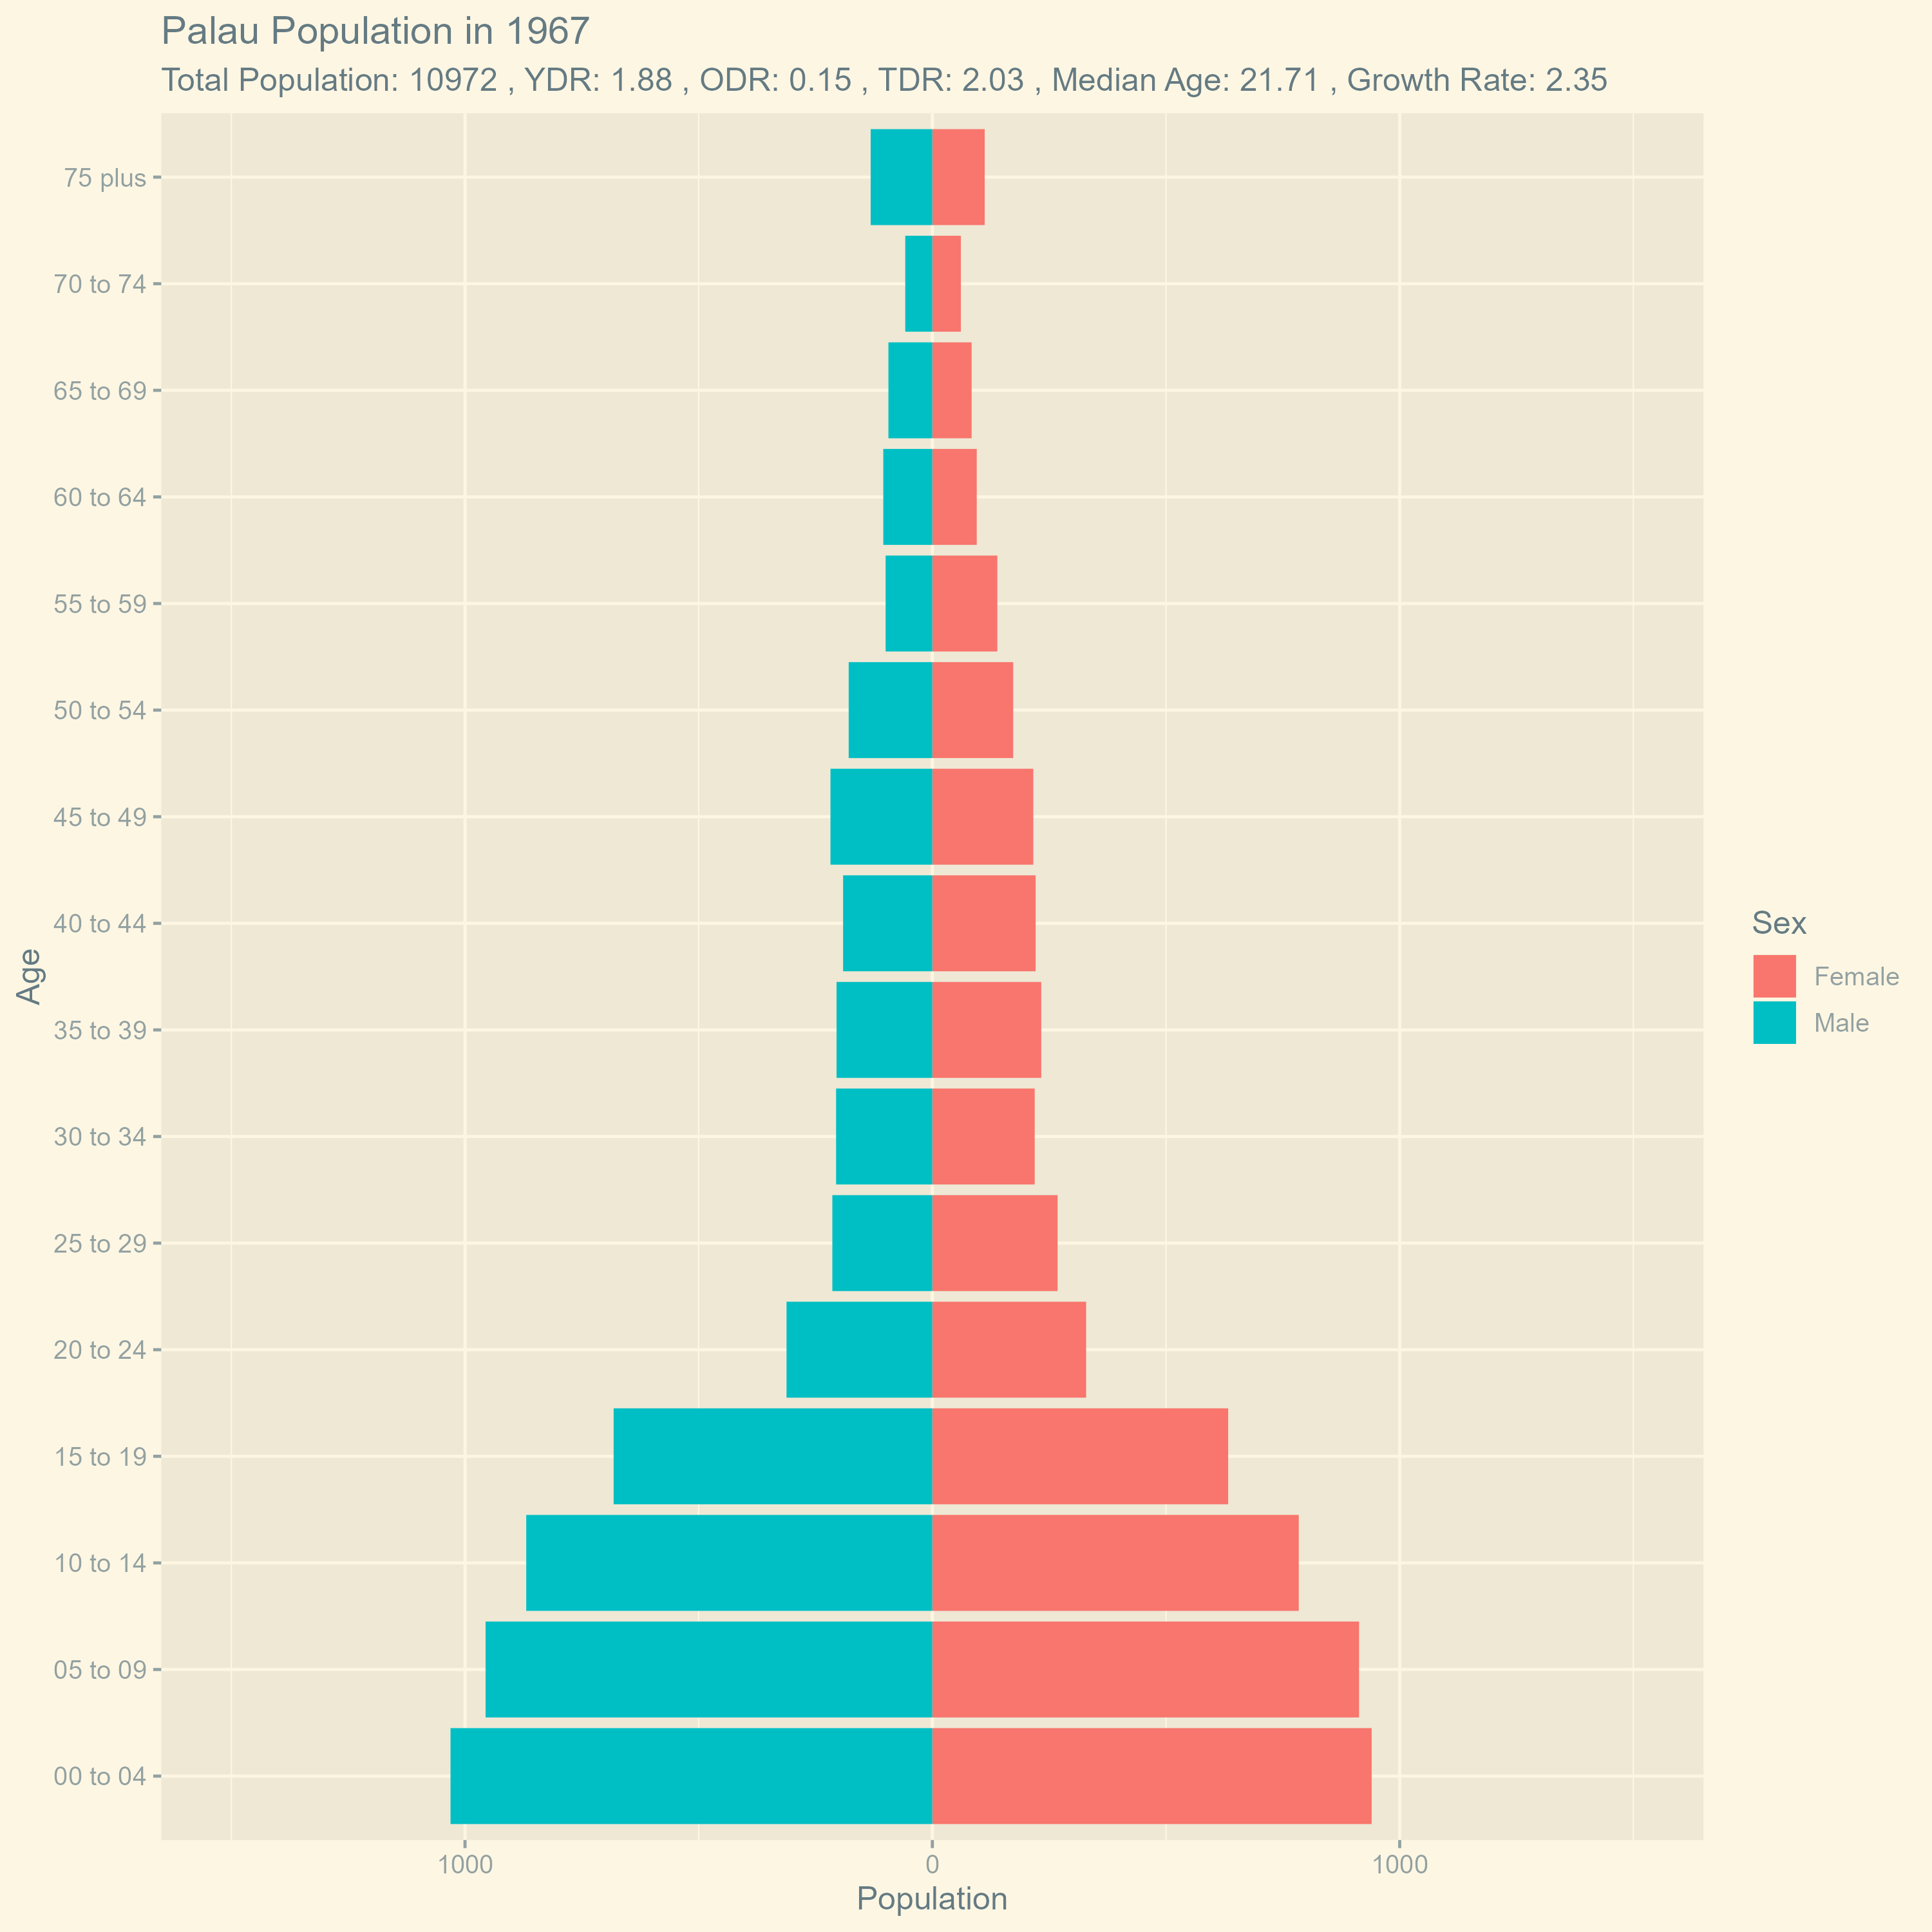 Palau Population in 1967
Total Population: 10972 , YDR: 1.88 , ODR: 0.15 , TDR: 2.03 , Median Age: 21.71 , Growth Rate: 2.35
75 plus
70 to 74
65 to 69
60 to 64
55 to 59
50 to 54
45 to 49
40 to 44
35 to 39
30 to 34
25 to 29
20 to 24
15 to 19
10 to 14
05 to 09
00 to 04
Age
1000 0 1000
Population
Sex
Female
Male